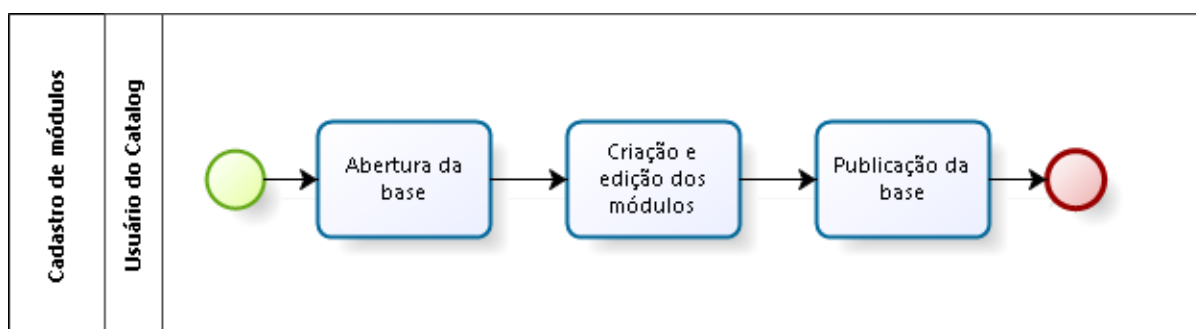 Cadastro de módulos
Usuário do Catalog
Abertura da
base
Criação e
edição dos
módulos
Publicação da
base